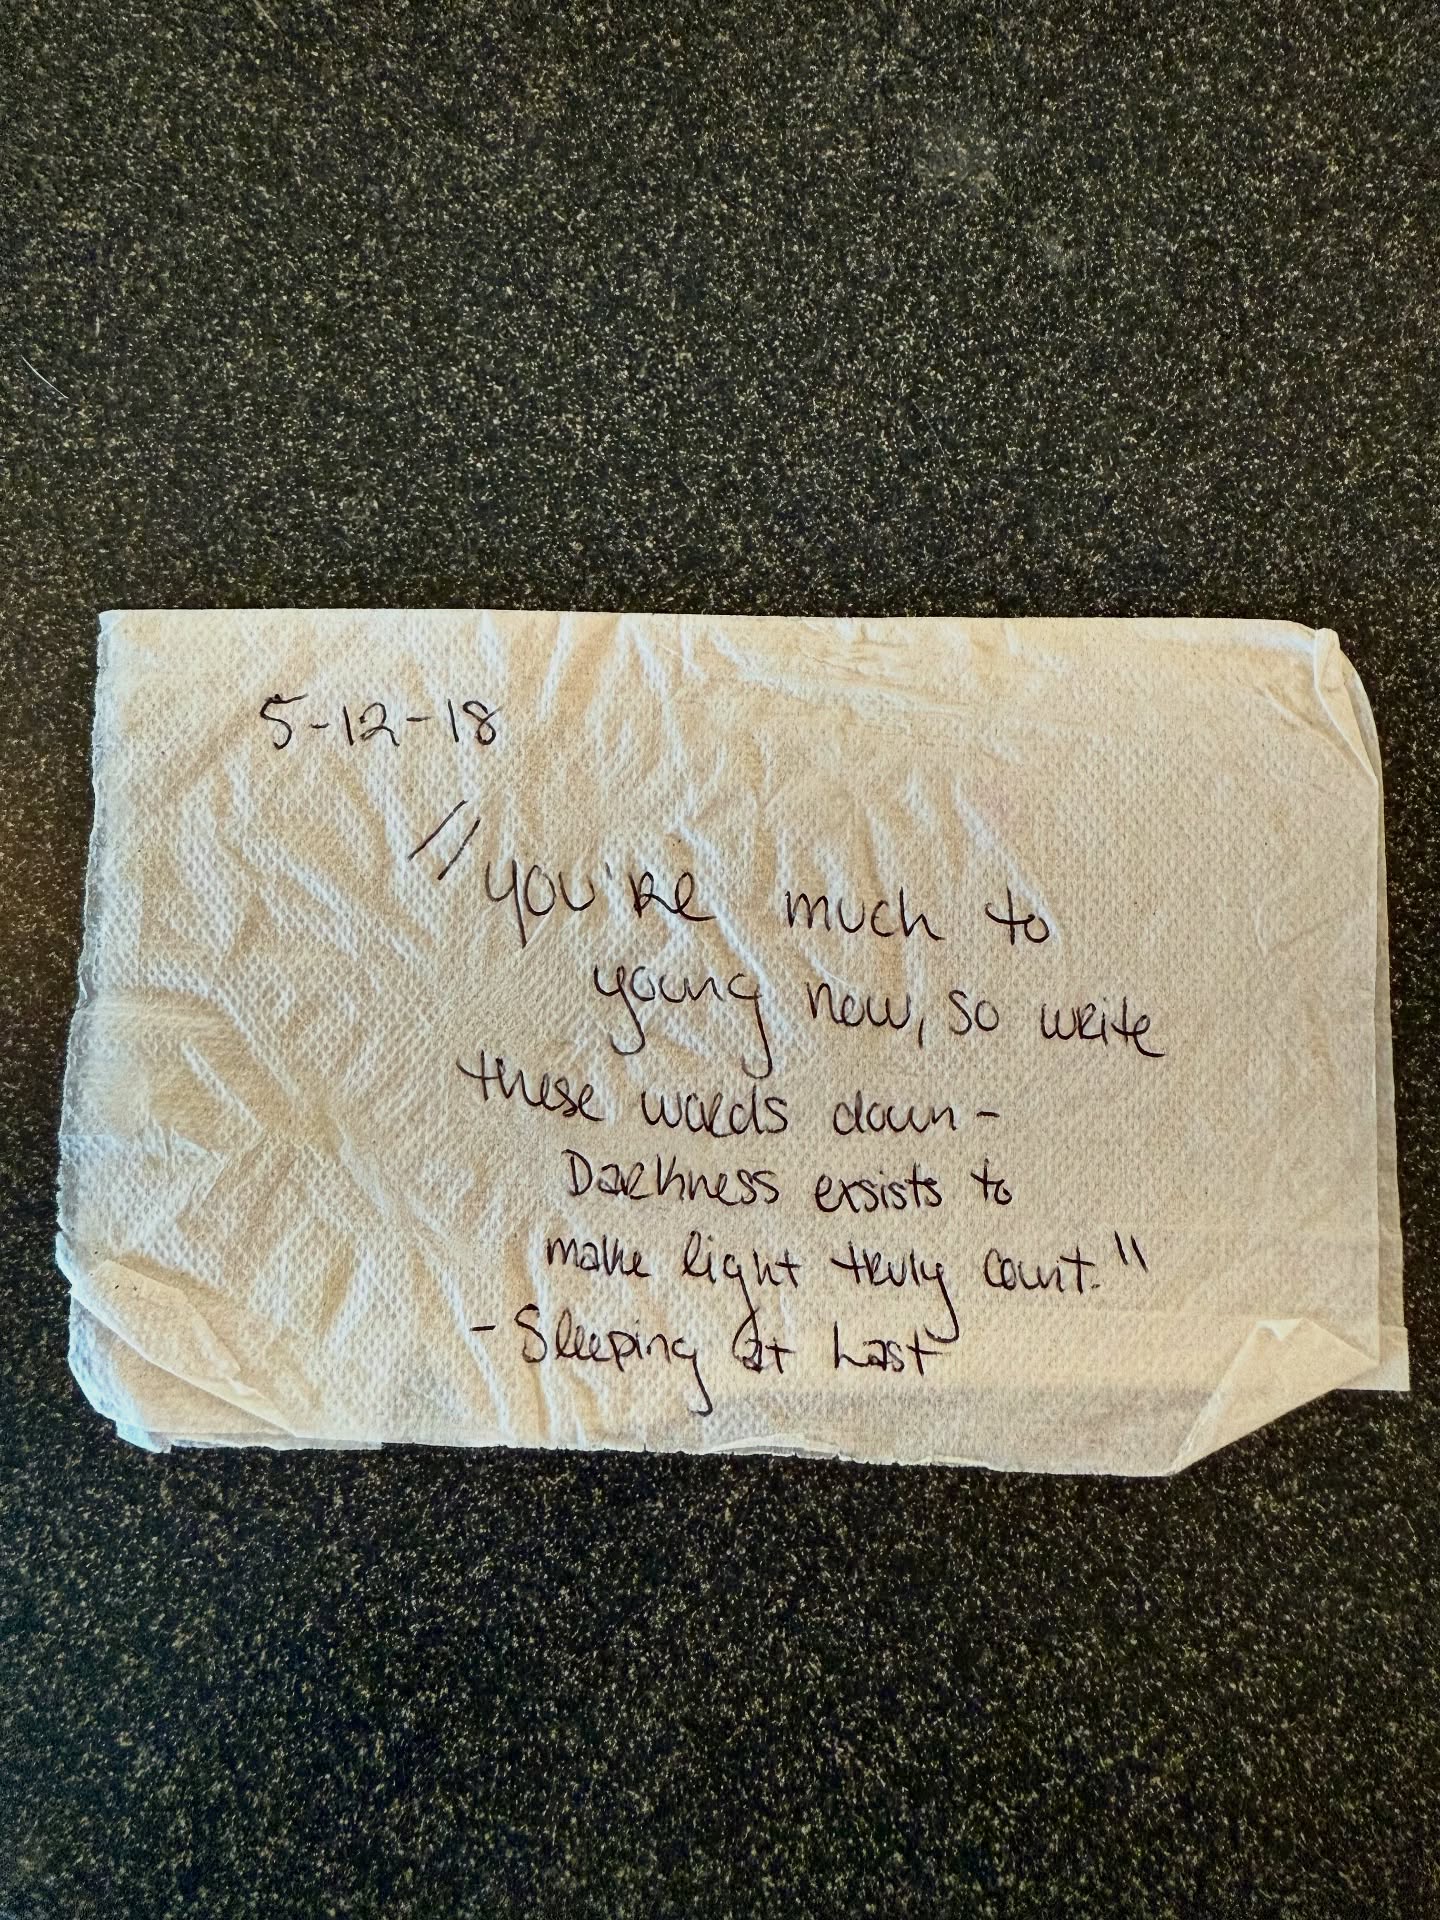 5-12-18
"you're much to
young now, so write
these words down-
Darkness exsists to
make light truly count."
- Sleeping at Last